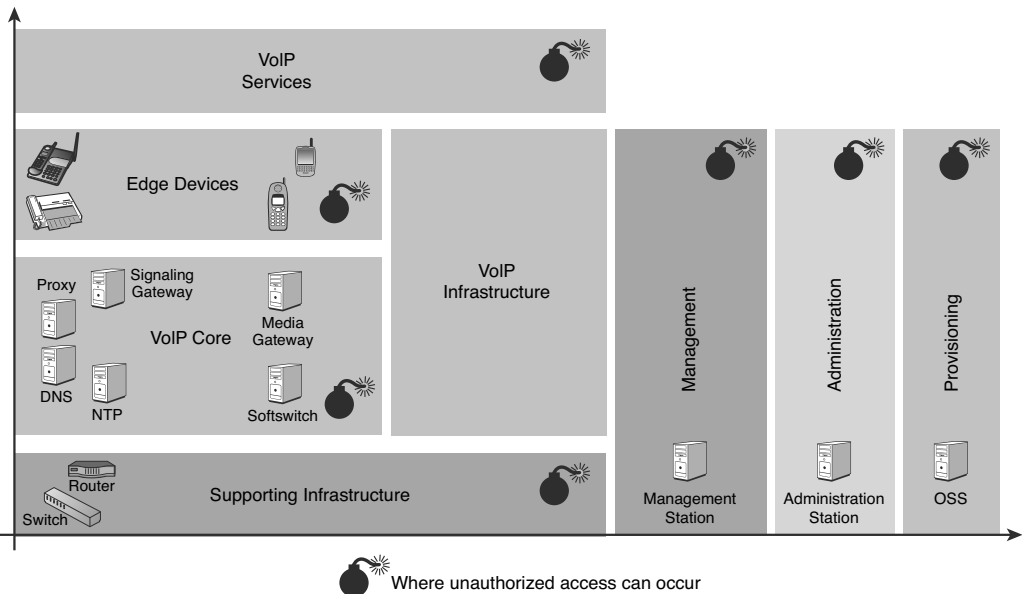 VoIP
Services
Edge Devices
VoIP
Infrastructure
Proxy
Signaling
Gateway
VoIP Core
Media
Gateway
DNS
NTP
Softswitch
Router
Switch
Supporting Infrastructure
Management
Management
Station
Administration
Administration
Station
Provisioning
OSS
Where unauthorized access can occur